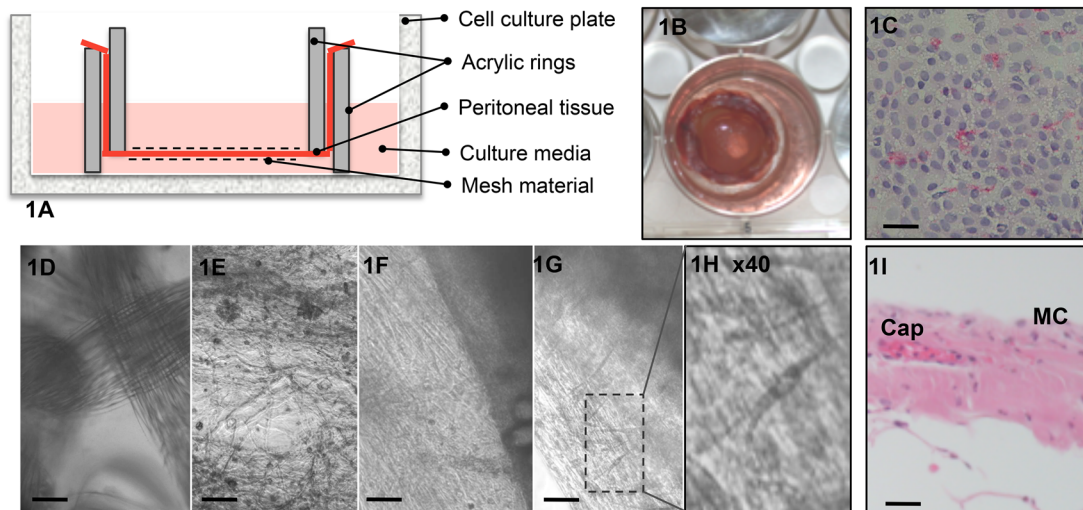 Cell culture plate
Acrylic rings
Peritoneal tissue
Culture media
Mesh material
1A
1B
1C
1D
1E
1F
1G
1H x40
1I
Cap
MC